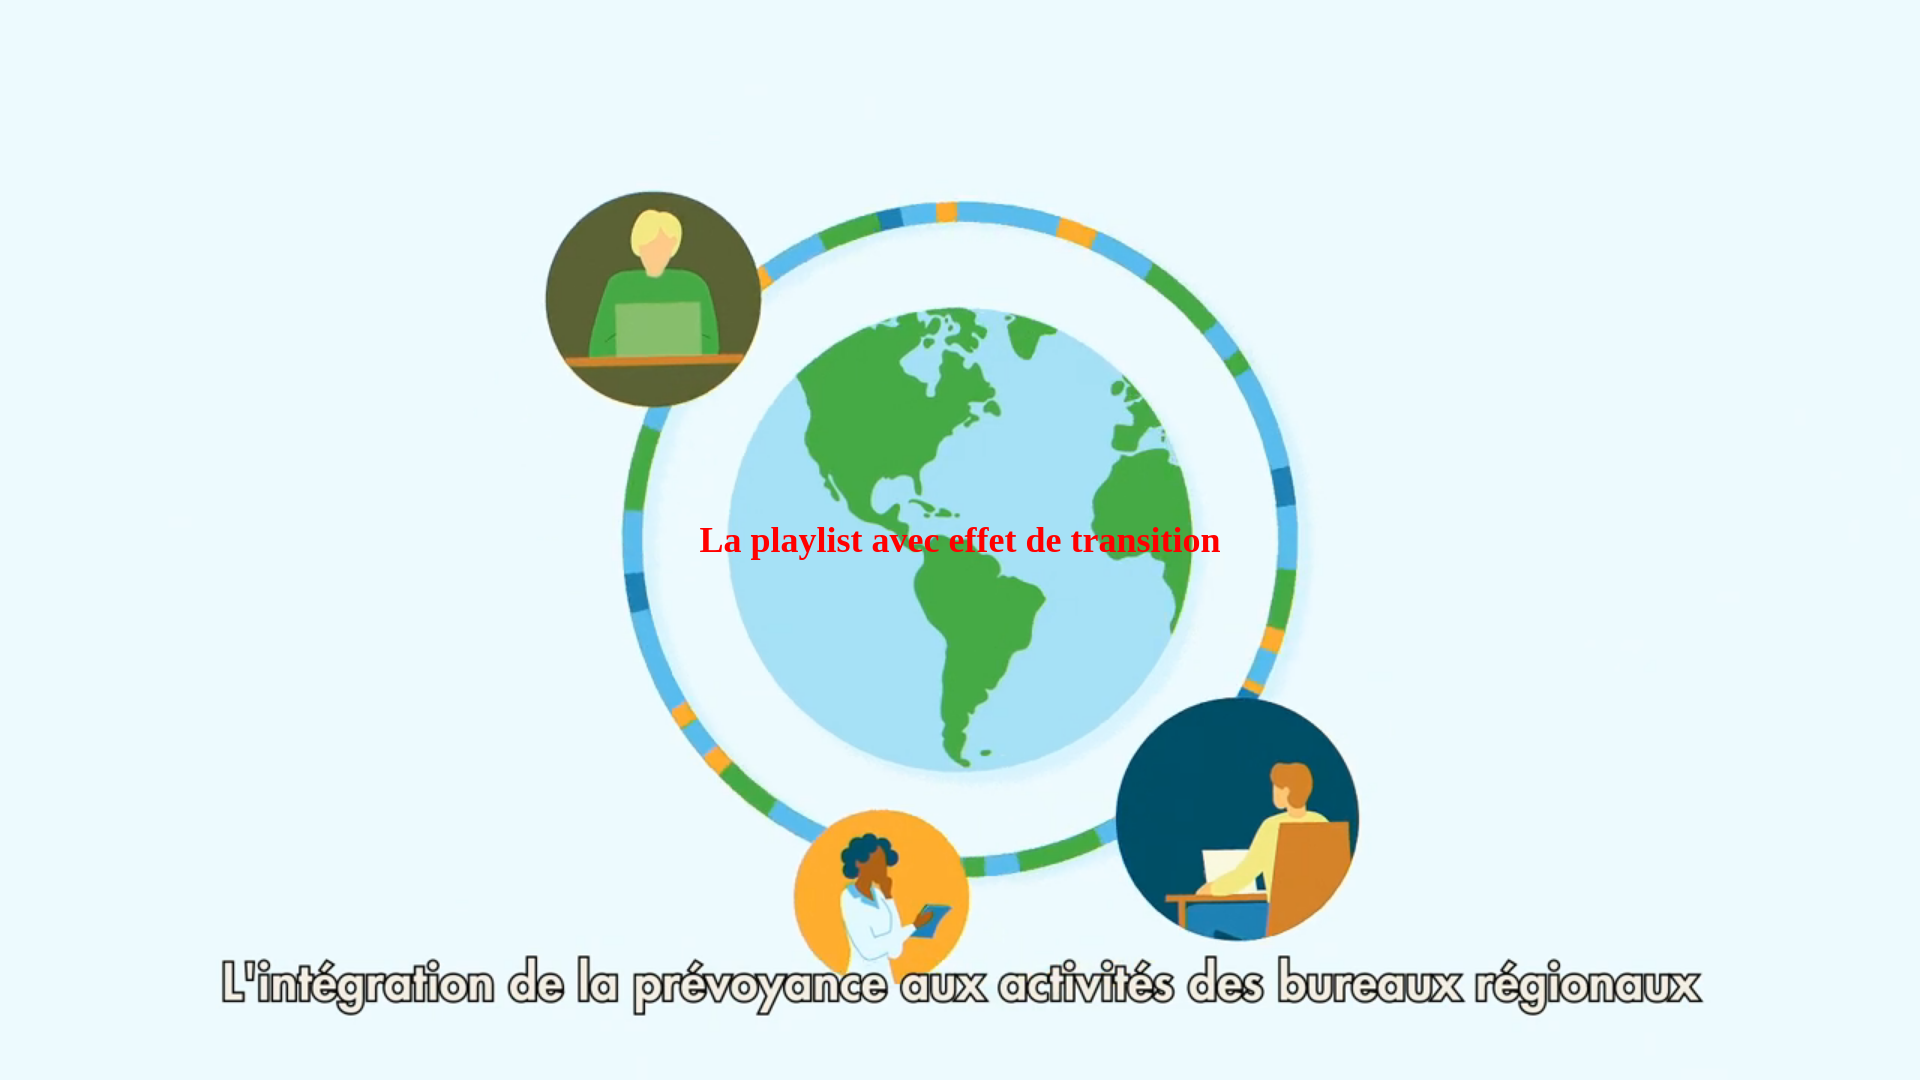 La playlist avec effet de transition
L'intégration de la prévoyance aux activités des bureaux régionaux